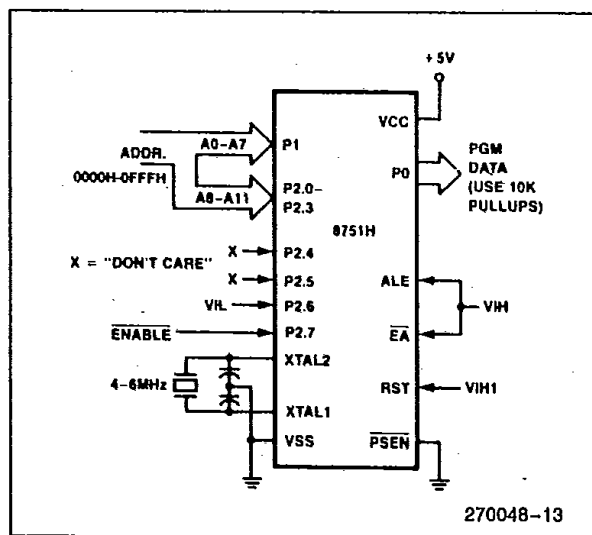 +5V
VCC
PGM
DATA
(USE 10K
PULLUPS)
P0
P1
A0–A7
ADDR.
0000H-0FFFH
A8–A11
P2.0–
P2.3
8751H
X
P2.4
X = "DON'T CARE"
X
P2.5
VIL
P2.6
ENABLE
P2.7
ALE
VIH
EA
XTAL2
4–6MHz
XTAL1
RST
VIH1
VSS
PSEN
270048–13